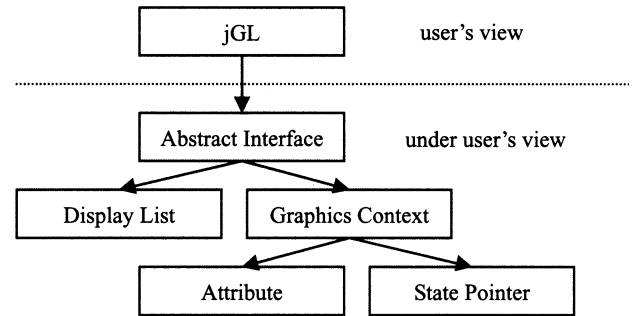 jGL
user's view
Abstract Interface
under user's view
Display List
Graphics Context
Attribute
State Pointer